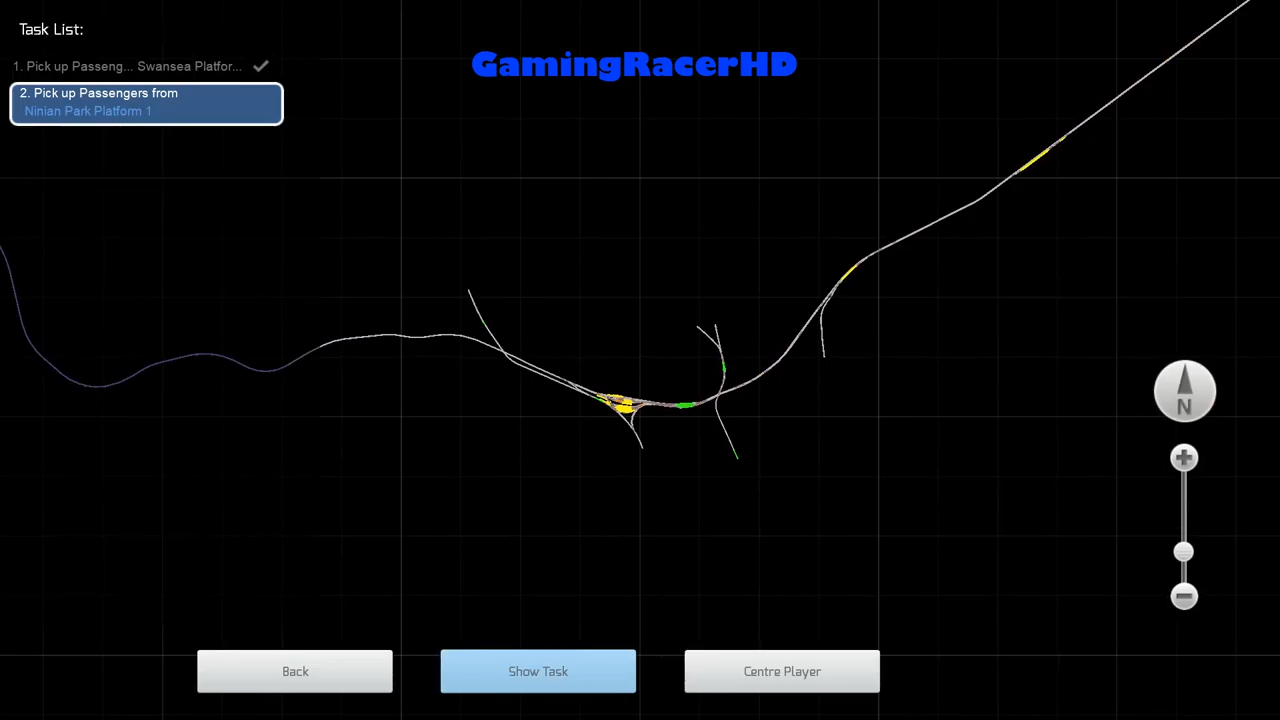 Task List:
GamingRacerHD
1. Pick up Passeng... Swansea Platfor...
2. Pick up Passengers from
Ninian Park Platform 1
N
Back
Show Task
Centre Player